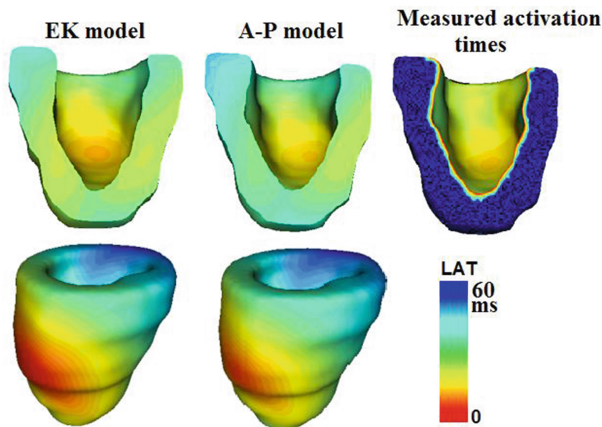 EK model
A-P model
Measured activation
times
LAT
60
ms
0